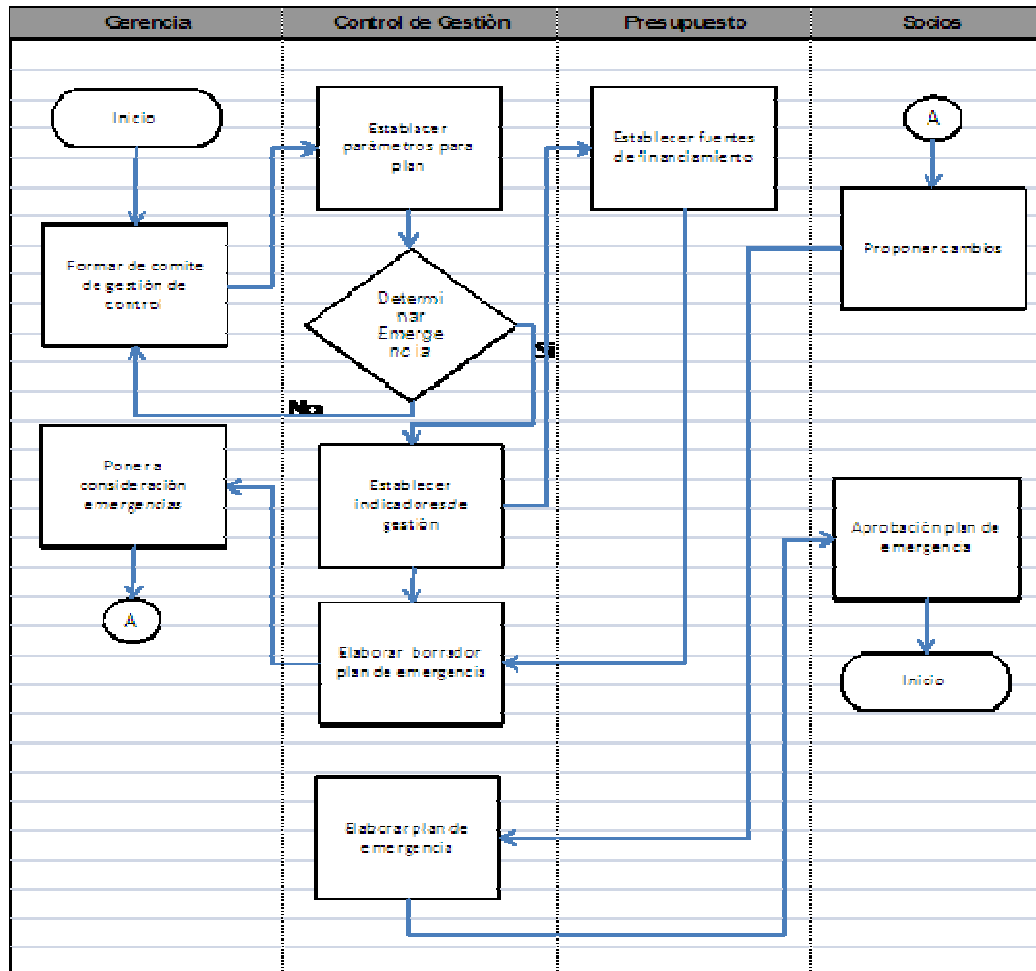 Gerencia
Control de Gestión
Presupuesto
Socios
Inicio
Establecer
parámetros para
plan
Establecer fuentes
de financiamiento
A
Formar de comite
de gestión de
control
Proponer cambios
Determi
nar
Emerge
ncia
Si
No
Poner a
consideración
emergencias
Establecer
indicadores de
gestión
Aprobación plan de
emergencia
A
Elaborar borrador
plan de emergencia
Inicio
Elaborar plan de
emergencia